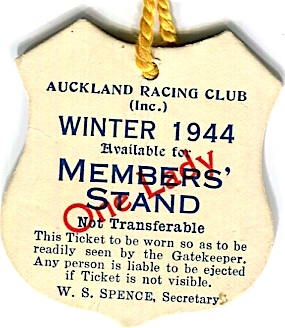 AUCKLAND RACING CLUB
(Inc.)
WINTER 1944
Available for
MEMBERS'
STAND
One Lady
Not Transferable
This Ticket to be worn so as to be
readily seen by the Gatekeeper.
Any person is liable to be ejected
if Ticket is not visible.
W. S. SPENCE, Secretary